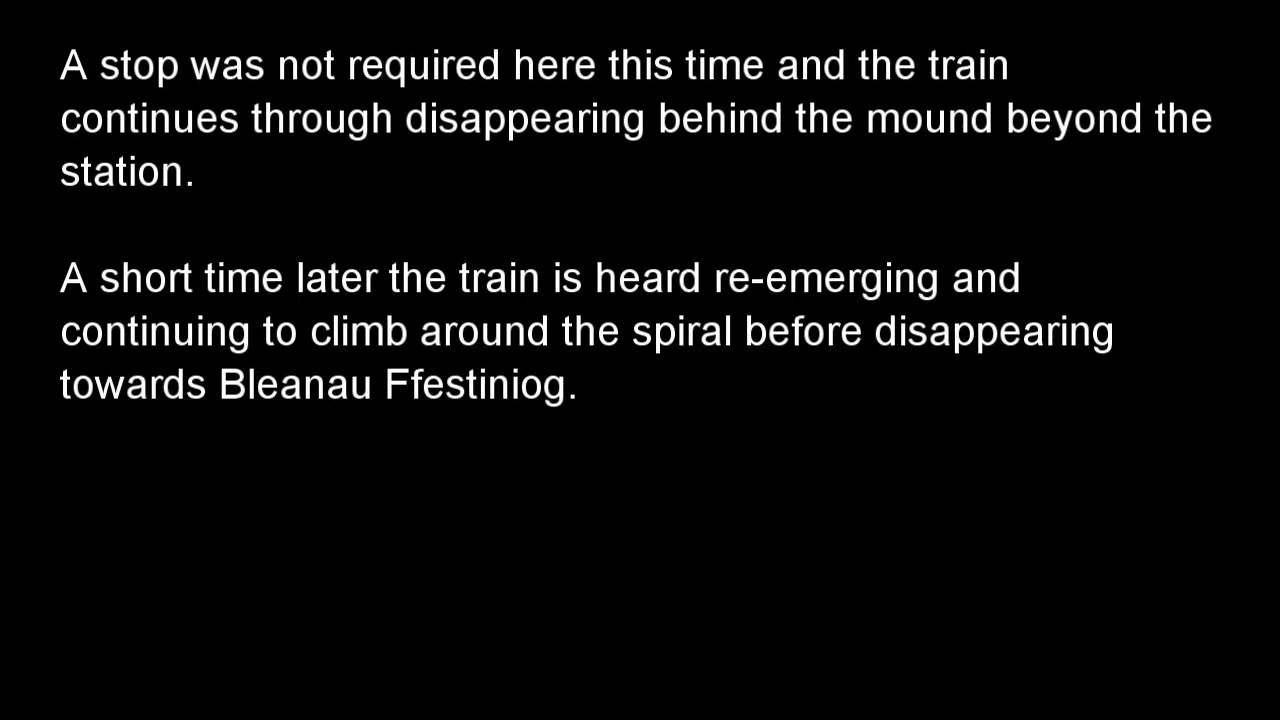 A stop was not required here this time and the train
continues through disappearing behind the mound beyond the
station.
A short time later the train is heard re-emerging and
continuing to climb around the spiral before disappearing
towards Bleanau Ffestiniog.